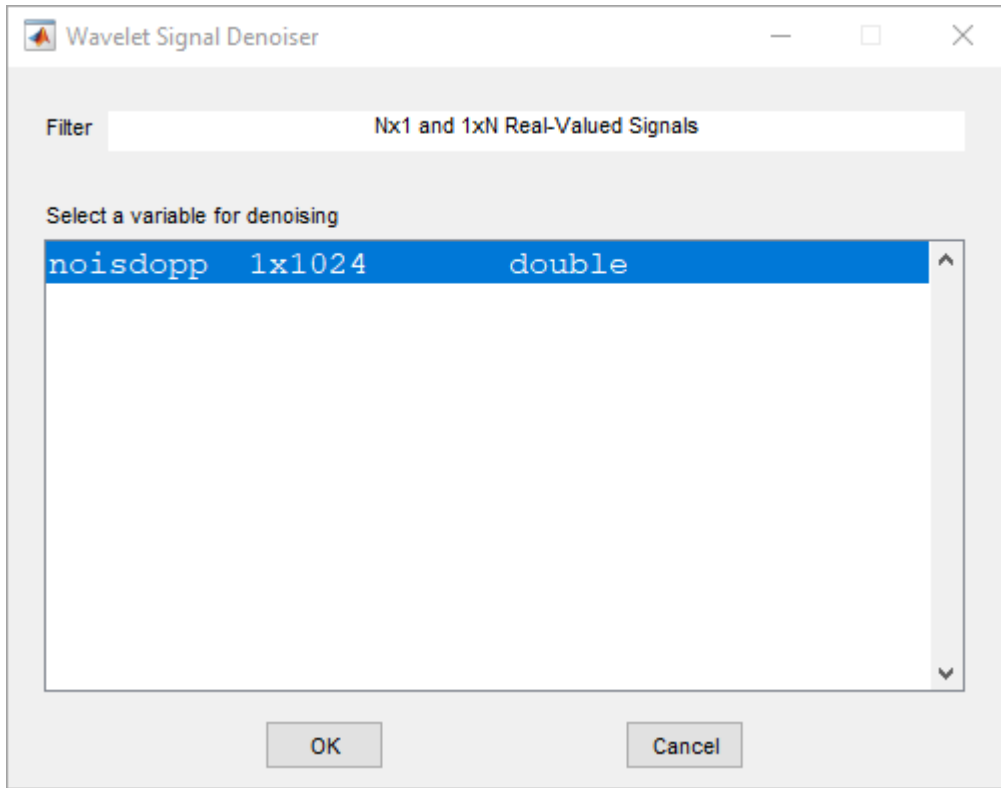 Wavelet Signal Denoiser
Filter Nx1 and 1xN Real-Valued Signals
Select a variable for denoising
noisdopp 1x1024 double
OK Cancel